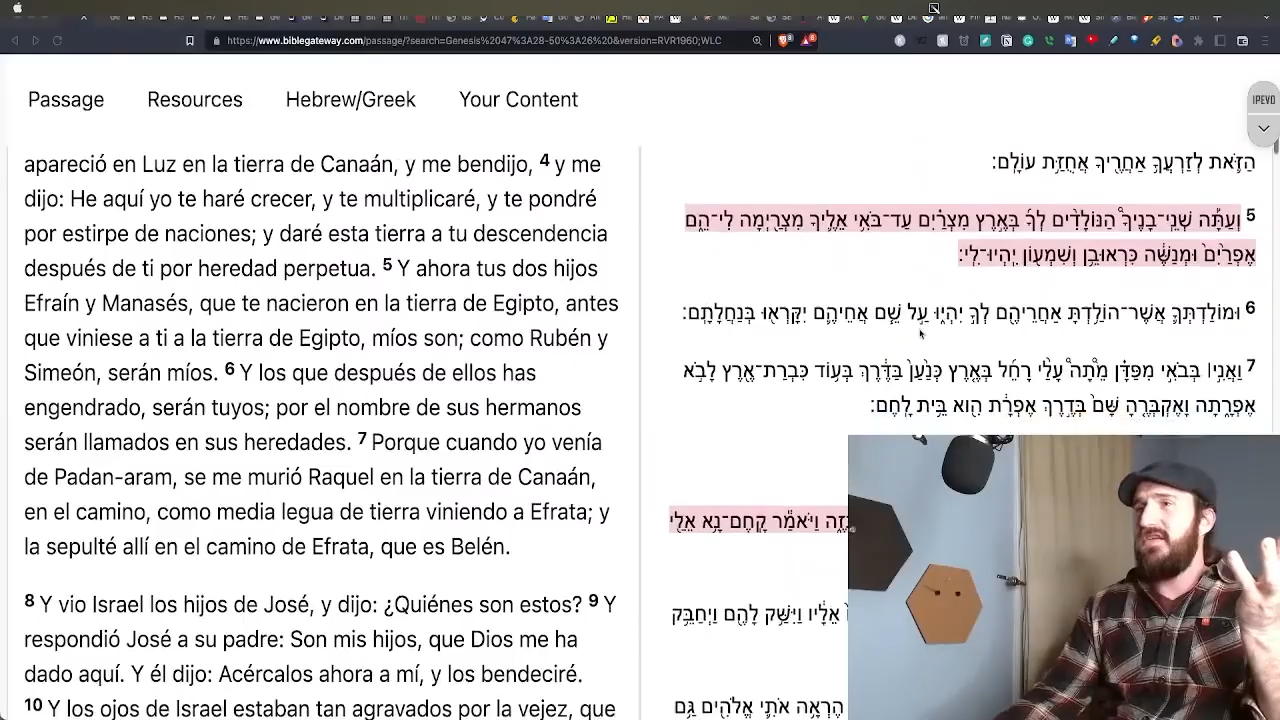 https://www.biblegateway.com/passage/?search=Genesis%2047%3A28-50%3A26%20&version=RVR1960;WLC
Passage Resources Hebrew/Greek Your Content
IPEVO
apareció en Luz en la tierra de Canaán, y me bendijo, 4 y me
dijo: He aquí yo te haré crecer, y te multiplicaré, y te pondré
por estirpe de naciones; y daré esta tierra a tu descendencia
después de ti por heredad perpetua. 5 Y ahora tus dos hijos
Efraín y Manasés, que te nacieron en la tierra de Egipto, antes
que viniese a ti a la tierra de Egipto, míos son; como Rubén y
Simeón, serán míos. 6 Y los que después de ellos has
engendrado, serán tuyos; por el nombre de sus hermanos
serán llamados en sus heredades. 7 Porque cuando yo venía
de Padan-aram, se me murió Raquel en la tierra de Canaán,
en el camino, como media legua de tierra viniendo a Efrata; y
la sepulté allí en el camino de Efrata, que es Belén.
8 Y vio Israel los hijos de José, y dijo: ¿Quiénes son estos? 9 Y
respondió José a su padre: Son mis hijos, que Dios me ha
dado aquí. Y él dijo: Acércalos ahora a mí, y los bendeciré.
10 Y los ojos de Israel estaban tan agravados por la vejez, que
הַזֹּ֛את לְזַרְעֲךָ֥ אַחֲרֶ֖יךָ אֲחֻזַּ֥ת עוֹלָֽם׃
5 וְעַתָּ֡ה שְׁנֵֽי־בָנֶיךָ֩ הַנּוֹלָדִ֨ים לְךָ֜ בְּאֶ֣רֶץ מִצְרַ֗יִם עַד־בֹּאִ֥י אֵלֶ֛יךָ מִצְרַ֖יְמָה לִי־הֵ֑ם
אֶפְרַ֙יִם֙ וּמְנַשֶּׁ֔ה כִּרְאוּבֵ֥ן וְשִׁמְע֖וֹן יִֽהְיוּ־לִֽי׃
6 וּמוֹלַדְתְּךָ֛ אֲשֶׁר־הוֹלַ֥דְתָּ אַחֲרֵיהֶ֖ם לְךָ֣ יִהְי֑וּ עַ֣ל שֵׁ֧ם אֲחֵיהֶ֛ם יִקָּרְא֖וּ בְּנַחֲלָתָֽם׃
7 וַאֲנִ֣י׀ בְּבֹאִ֣י מִפַּדָּ֗ן מֵ֩תָה֩ עָלַ֨י רָחֵ֜ל בְּאֶ֤רֶץ כְּנַ֙עַן֙ בַּדֶּ֔רֶךְ בְּע֥וֹד כִּבְרַת־אֶ֖רֶץ לָבֹ֣א
אֶפְרָ֑תָה וָאֶקְבְּרֶ֤הָ שָּׁם֙ בְּדֶ֣רֶךְ אֶפְרָ֔ת הִ֖וא בֵּ֥ית לָֽחֶם׃
וַיֹּאמַ֕ר קָֽחֶם־נָ֥א אֵלַ֖י
אֵלָ֔יו וַיִּשַּׁ֥ק לָהֶ֖ם וַיְחַבֵּ֥ק
הֶרְאָ֥ה אֹתִ֛י אֱלֹהִ֖ים גַּ֥ם